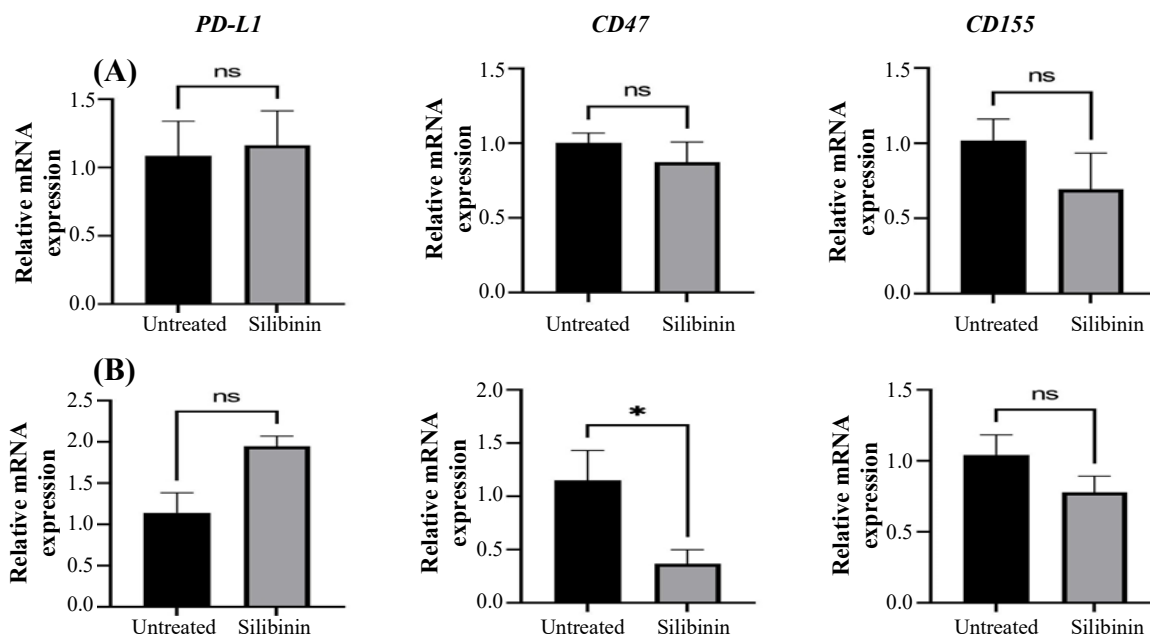 PD-L1 CD47 CD155
(A)
ns
Relative mRNA
expression
1.5
1.0
0.5
0.0
Untreated Silibinin
ns
Relative mRNA
expression
1.5
1.0
0.5
0.0
Untreated Silibinin
ns
Relative mRNA
expression
1.5
1.0
0.5
0.0
Untreated Silibinin
(B)
ns
Relative mRNA
expression
2.5
2.0
1.5
1.0
0.5
0.0
Untreated Silibinin
*
Relative mRNA
expression
2.0
1.5
1.0
0.5
0.0
Untreated Silibinin
ns
Relative mRNA
expression
1.5
1.0
0.5
0.0
Untreated Silibinin